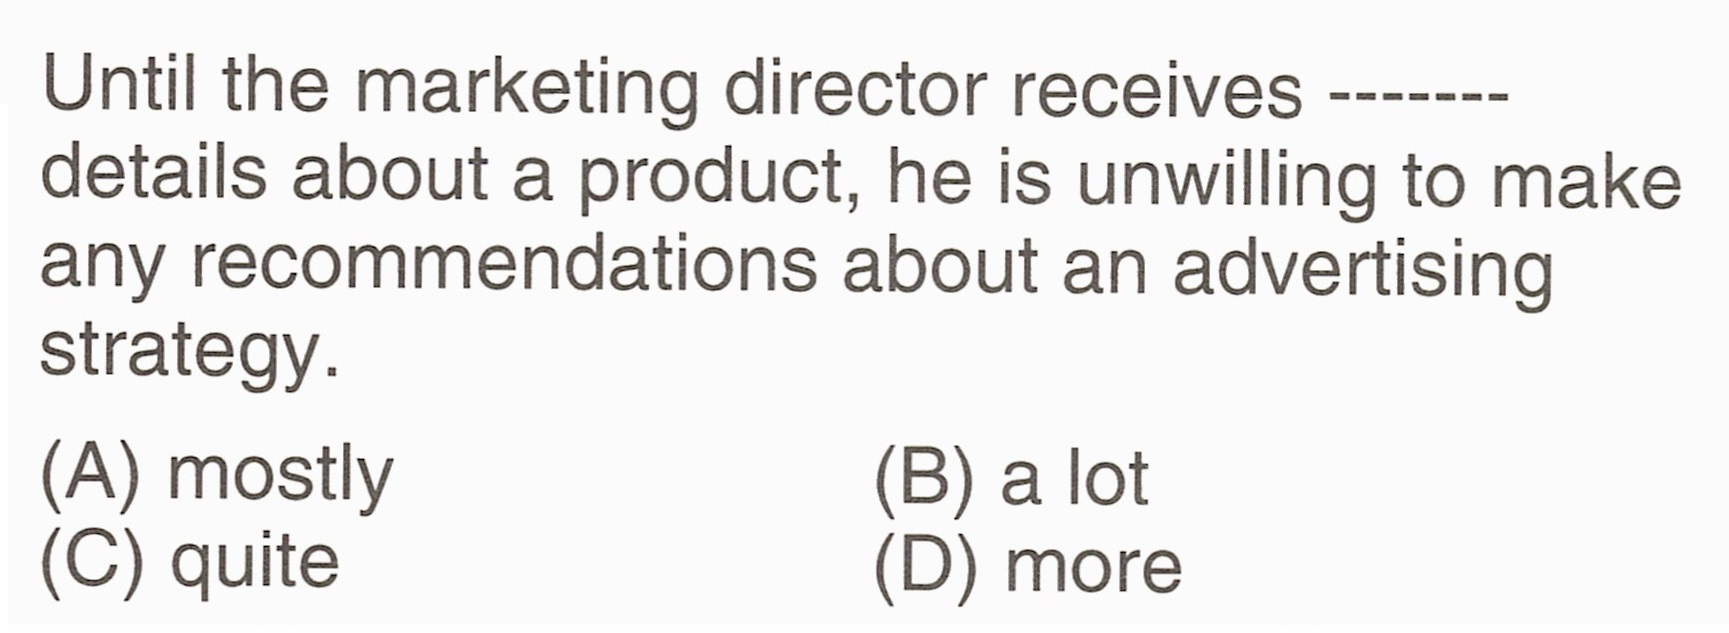 Until the marketing director receives -------
details about a product, he is unwilling to make
any recommendations about an advertising
strategy.
(A) mostly (B) a lot
(C) quite (D) more